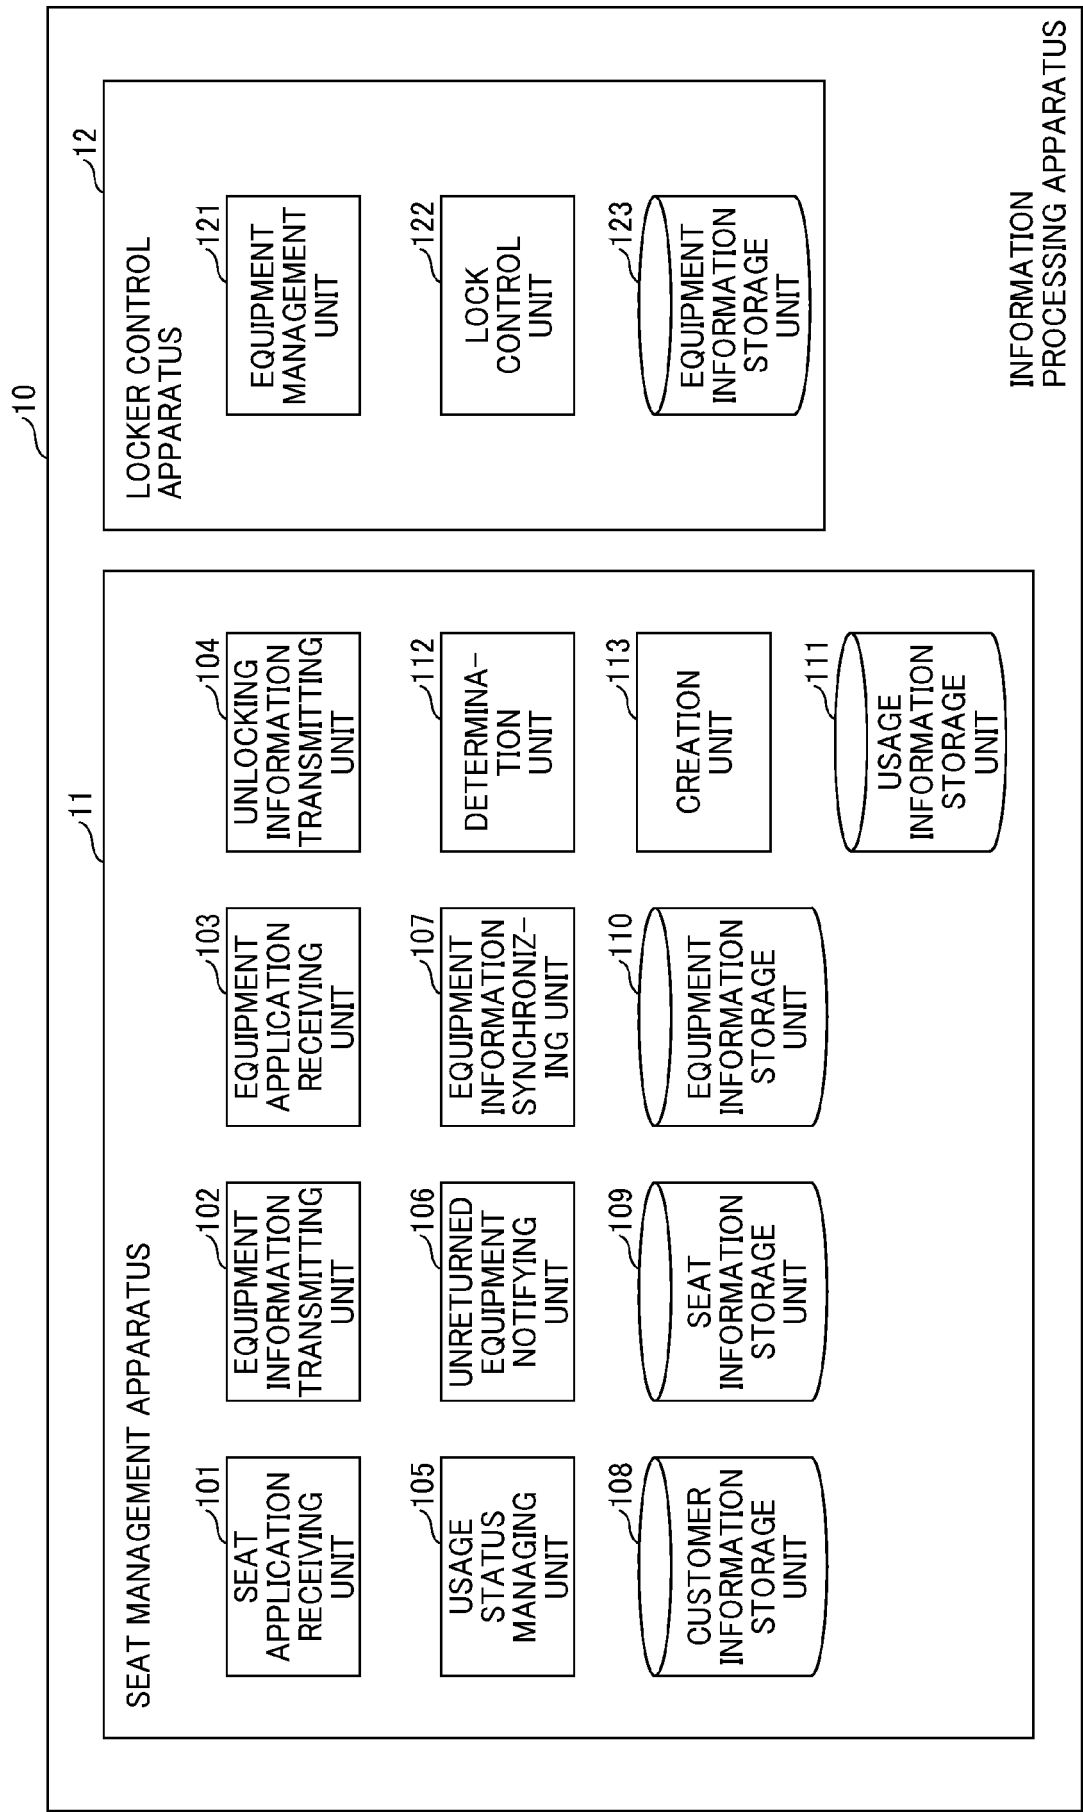 10
11
SEAT MANAGEMENT APPARATUS
101
SEAT
APPLICATION
RECEIVING
UNIT
102
EQUIPMENT
INFORMATION
TRANSMITTING
UNIT
103
EQUIPMENT
APPLICATION
RECEIVING
UNIT
104
UNLOCKING
INFORMATION
TRANSMITTING
UNIT
105
USAGE
STATUS
MANAGING
UNIT
106
UNRETURNED
EQUIPMENT
NOTIFYING
UNIT
107
EQUIPMENT
INFORMATION
SYNCHRONIZ-
ING UNIT
112
DETERMINA-
TION
UNIT
108
CUSTOMER
INFORMATION
STORAGE
UNIT
109
SEAT
INFORMATION
STORAGE
UNIT
110
EQUIPMENT
INFORMATION
STORAGE
UNIT
113
CREATION
UNIT
111
USAGE
INFORMATION
STORAGE
UNIT
12
LOCKER CONTROL
APPARATUS
121
EQUIPMENT
MANAGEMENT
UNIT
122
LOCK
CONTROL
UNIT
123
EQUIPMENT
INFORMATION
STORAGE
UNIT
INFORMATION
PROCESSING APPARATUS